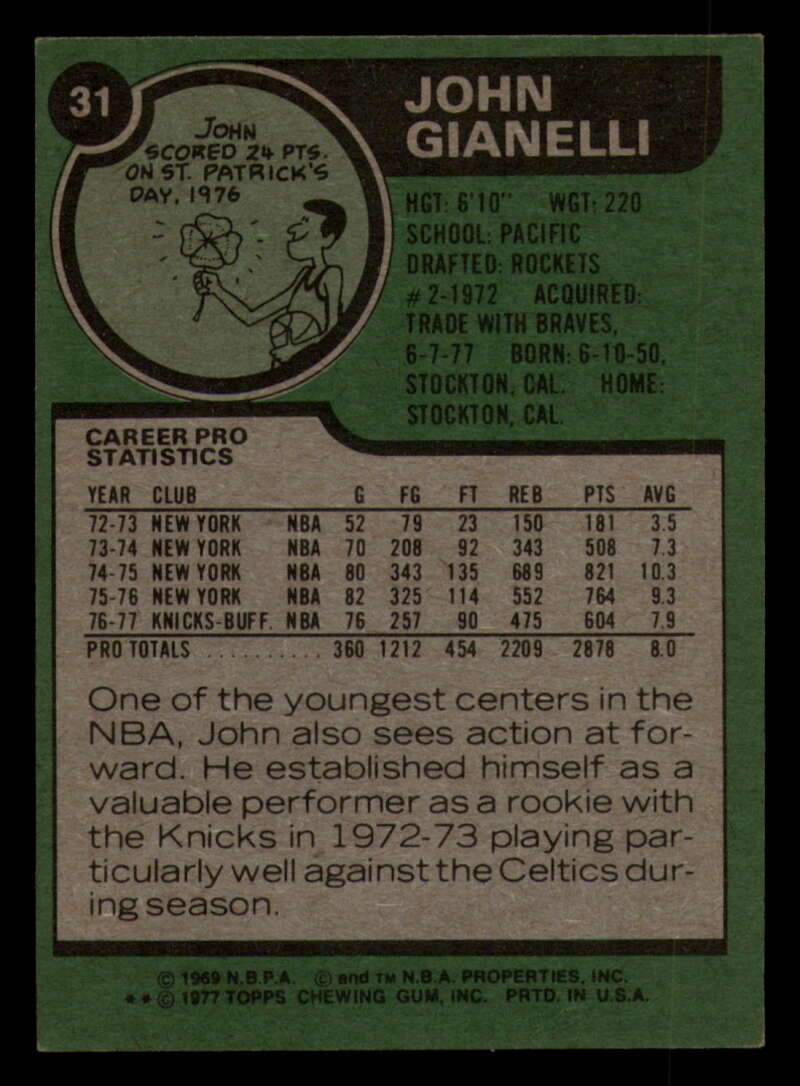 31
JOHN
SCORED 24 PTS.
ON ST. PATRICK'S
DAY, 1976
JOHN
GIANELLI
HGT: 6'10" WGT: 220
SCHOOL: PACIFIC
DRAFTED: ROCKETS
#2-1972 ACQUIRED:
TRADE WITH BRAVES,
6-7-77 BORN: 6-10-50,
STOCKTON, CAL. HOME:
STOCKTON, CAL.
CAREER PRO
STATISTICS
YEAR CLUB G FG FT REB PTS AVG
72-73 NEW YORK NBA 52 79 23 150 181 3.5
73-74 NEW YORK NBA 70 208 92 343 508 7.3
74-75 NEW YORK NBA 80 343 135 689 821 10.3
75-76 NEW YORK NBA 82 325 114 552 764 9.3
76-77 KNICKS-BUFF. NBA 76 257 90 475 604 7.9
PRO TOTALS .......... 360 1212 454 2209 2878 8.0
One of the youngest centers in the
NBA, John also sees action at for-
ward. He established himself as a
valuable performer as a rookie with
the Knicks in 1972-73 playing par-
ticularly well against the Celtics dur-
ing season.
© 1969 N.B.P.A. © and TM N.B.A. PROPERTIES, INC.
**© 1977 TOPPS CHEWING GUM, INC. PRTD. IN U.S.A.